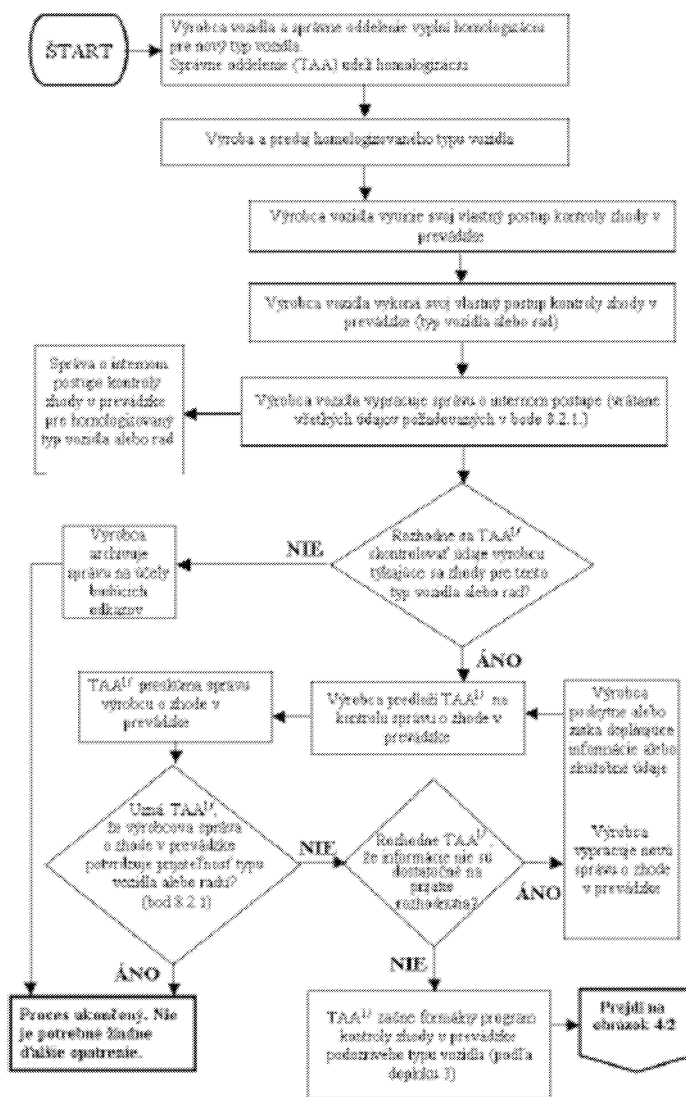 ŠTART
Výrobca vozidla a správne oddelenie vyplní homologizáciu
pre nový typ vozidla.
Správne oddelenie (TAA) udelí homologizáciu
Výroba a predaj homologizovaného typu vozidla
Výrobca vozidla vyvinie svoj vlastný postup kontroly zhody v
prevádzke
Výrobca vozidla vykoná svoj vlastný postup kontroly zhody v
prevádzke (typ vozidla alebo rad)
Správa o internom
postupe kontroly
zhody v prevádzke
pre homologizovaný
typ vozidla alebo rad
Výrobca vozidla vypracuje správu o internom postupe (vrátane
všetkých údajov požadovaných v bode 8.2.1.)
Rozhodne sa TAA1/
skontrolovať údaje výrobcu
týkajúce sa zhody pre tento
typ vozidla alebo rad?
NIE
Výrobca
archivuje
správu na účely
budúcich
odkazov
ÁNO
TAA1/ preskúma správu
výrobcu o zhode v
prevádzke
Výrobca predloží TAA1/ na
kontrolu správu o zhode v
prevádzke
Výrobca
poskytne alebo
získa doplňujúce
informácie alebo
skutočné údaje
Výrobca
vypracuje novú
správu o zhode
v prevádzke
Uzná TAA1/,
že výrobcova správa
o zhode v prevádzke
potvrdzuje prijateľnosť typu
vozidla alebo radu?
(bod 8.2.1)
NIE
Rozhodne TAA1/,
že informácie nie sú
dostatočné na
prijatie
rozhodnutia?
ÁNO
NIE
ÁNO
Proces ukončený. Nie
je potrebné žiadne
ďalšie opatrenie.
TAA1/ začne formálny program
kontroly zhody v prevádzke
podozrivého typu vozidla (podľa
doplnku 3)
Prejdi na
obrázok 4/2